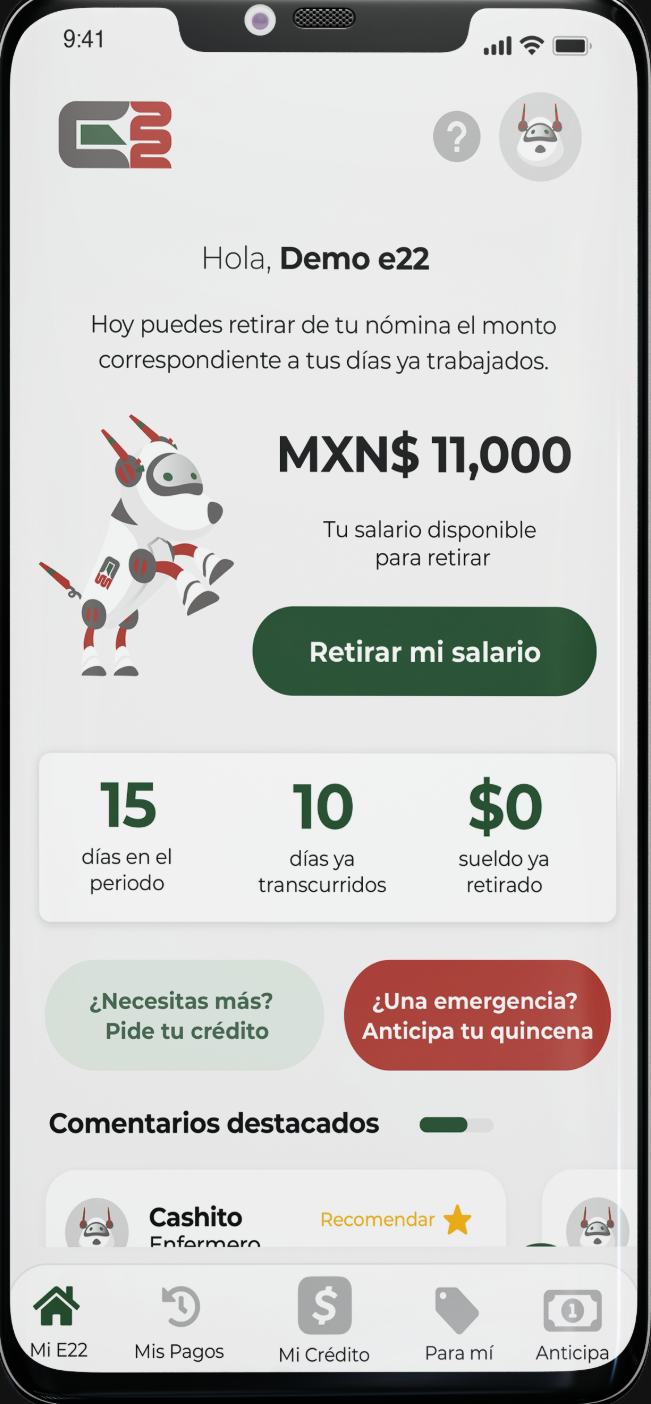 9:41
e22
?
Hola, Demo e22
Hoy puedes retirar de tu nómina el monto
correspondiente a tus días ya trabajados.
MXN$ 11,000
Tu salario disponible
para retirar
Retirar mi salario
15
días en el
periodo
10
días ya
transcurridos
$0
sueldo ya
retirado
¿Necesitas más?
Pide tu crédito
¿Una emergencia?
Anticipa tu quincena
Comentarios destacados
Cashito
Recomendar
Enfermero
Mi E22
Mis Pagos
$
Mi Crédito
Para mí
1
Anticipa